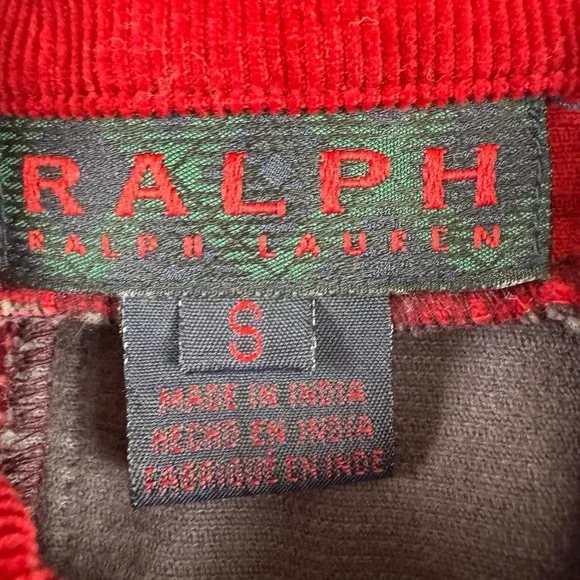 RALPH
RALPH LAUREN
S
MADE IN INDIA
HECHO EN INDIA
FABRIQUÉ EN INDE